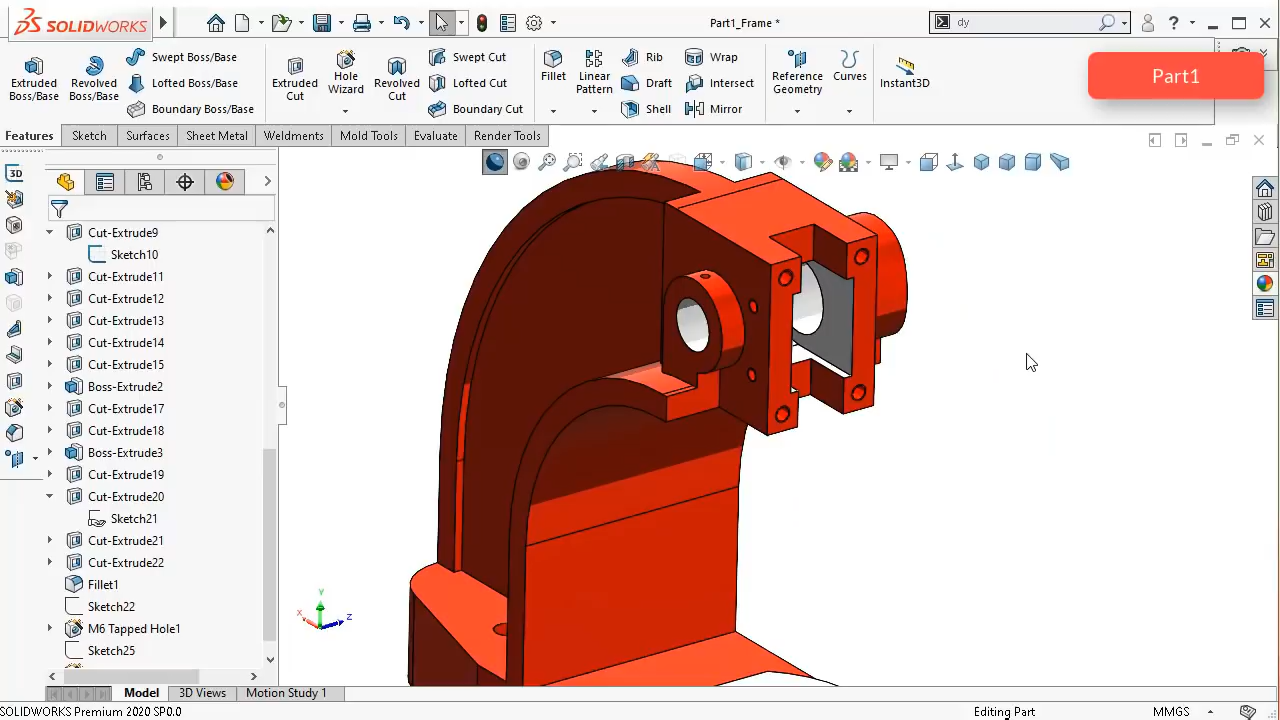 SOLIDWORKS
Part1_Frame *
dy
Part1
Extruded Boss/Base
Revolved Boss/Base
Swept Boss/Base
Lofted Boss/Base
Boundary Boss/Base
Extruded Cut
Hole Wizard
Revolved Cut
Swept Cut
Lofted Cut
Boundary Cut
Fillet
Linear Pattern
Rib
Draft
Shell
Wrap
Intersect
Mirror
Reference Geometry
Curves
Instant3D
Features
Sketch
Surfaces
Sheet Metal
Weldments
Mold Tools
Evaluate
Render Tools
3D
Cut-Extrude9
Sketch10
Cut-Extrude11
Cut-Extrude12
Cut-Extrude13
Cut-Extrude14
Cut-Extrude15
Boss-Extrude2
Cut-Extrude17
Cut-Extrude18
Boss-Extrude3
Cut-Extrude19
Cut-Extrude20
Sketch21
Cut-Extrude21
Cut-Extrude22
Fillet1
Sketch22
M6 Tapped Hole1
Sketch25
Y
X
Z
Model
3D Views
Motion Study 1
SOLIDWORKS Premium 2020 SP0.0
Editing Part
MMGS